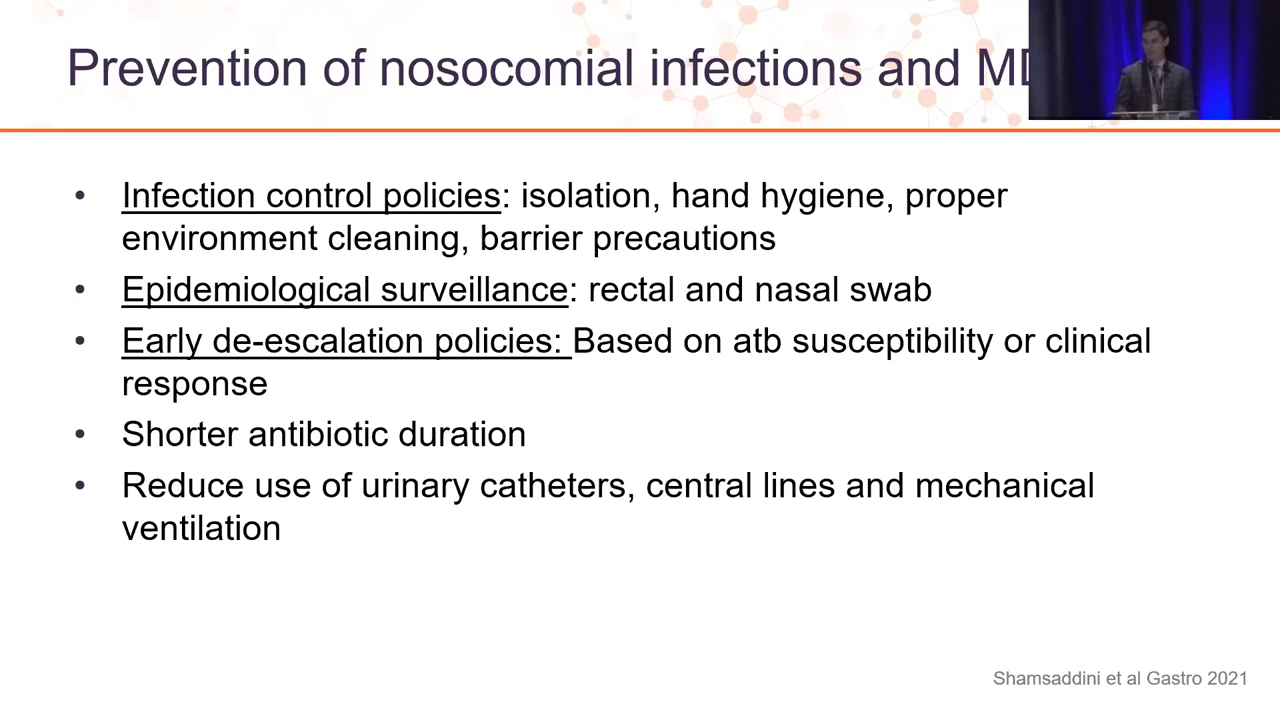 Prevention of nosocomial infections and
• Infection control policies: isolation, hand hygiene, proper
environment cleaning, barrier precautions
• Epidemiological surveillance: rectal and nasal swab
• Early de-escalation policies: Based on atb susceptibility or clinical
response
• Shorter antibiotic duration
• Reduce use of urinary catheters, central lines and mechanical
ventilation
Shamsaddini et al Gastro 2021